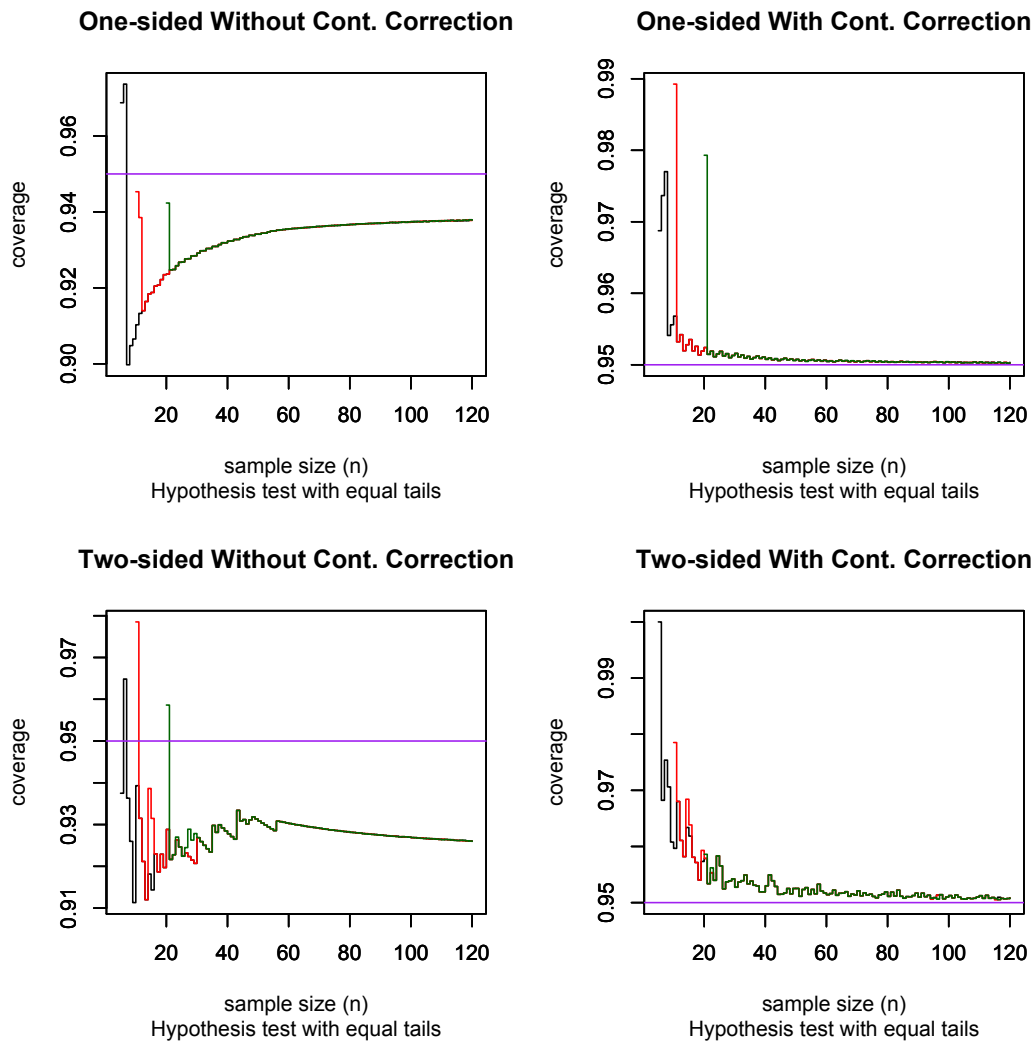 One-sided Without Cont. Correction
coverage
0.96
0.94
0.92
0.90
20 40 60 80 100 120
sample size (n)
Hypothesis test with equal tails
One-sided With Cont. Correction
coverage
0.99
0.98
0.97
0.96
0.95
20 40 60 80 100 120
sample size (n)
Hypothesis test with equal tails
Two-sided Without Cont. Correction
coverage
0.97
0.95
0.93
0.91
20 40 60 80 100 120
sample size (n)
Hypothesis test with equal tails
Two-sided With Cont. Correction
coverage
0.99
0.97
0.95
20 40 60 80 100 120
sample size (n)
Hypothesis test with equal tails